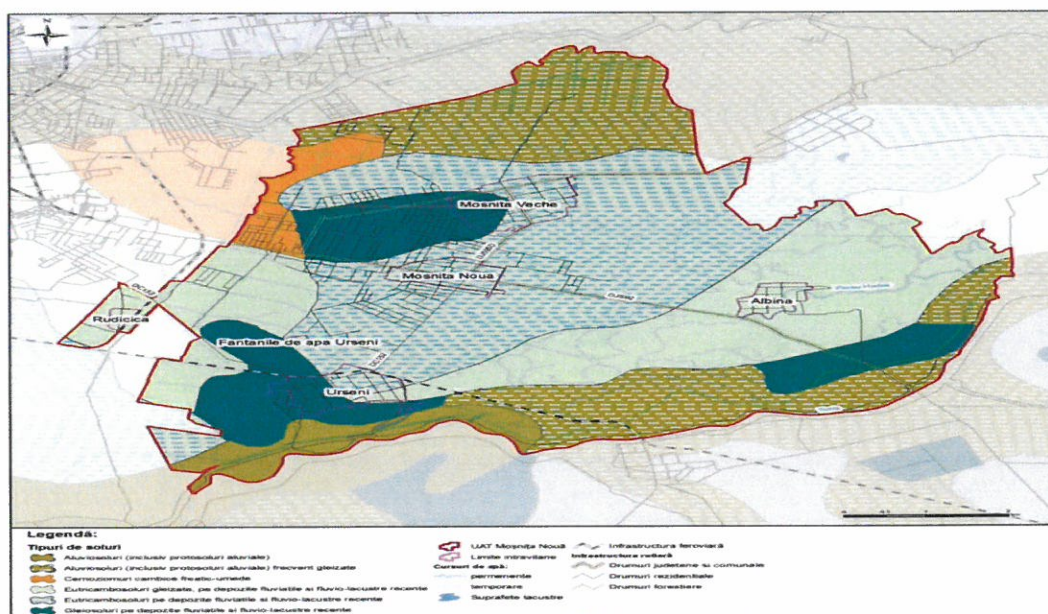 Mosnita Veche
Mosnita Noua
Albina
Rudicica
Fantanile de apa Urseni
Urseni
Legendă:
Tipuri de soluri
Aluviosoluri (inclusiv protosoluri aluviale)
Aluviosoluri (inclusiv protosoluri aluviale) frecvent gleizate
Cernoziomuri cambice freatic-umede
Eutricambosoluri gleizate, pe depozite fluviatile si fluvio-lacustre recente
Eutricambosoluri pe depozite fluviatile si fluvio-lacustre recente
Gleiosoluri pe depozite fluviatile si fluvio-lacustre recente
UAT Moșnița Nouă
Limite intravilane
Cursuri de apă:
permanente
temporare
Suprafete lacustre
Infrastructura feroviară
Infrastructura rutieră
Drumuri judetene si comunale
Drumuri rezidentiale
Drumuri forestiere